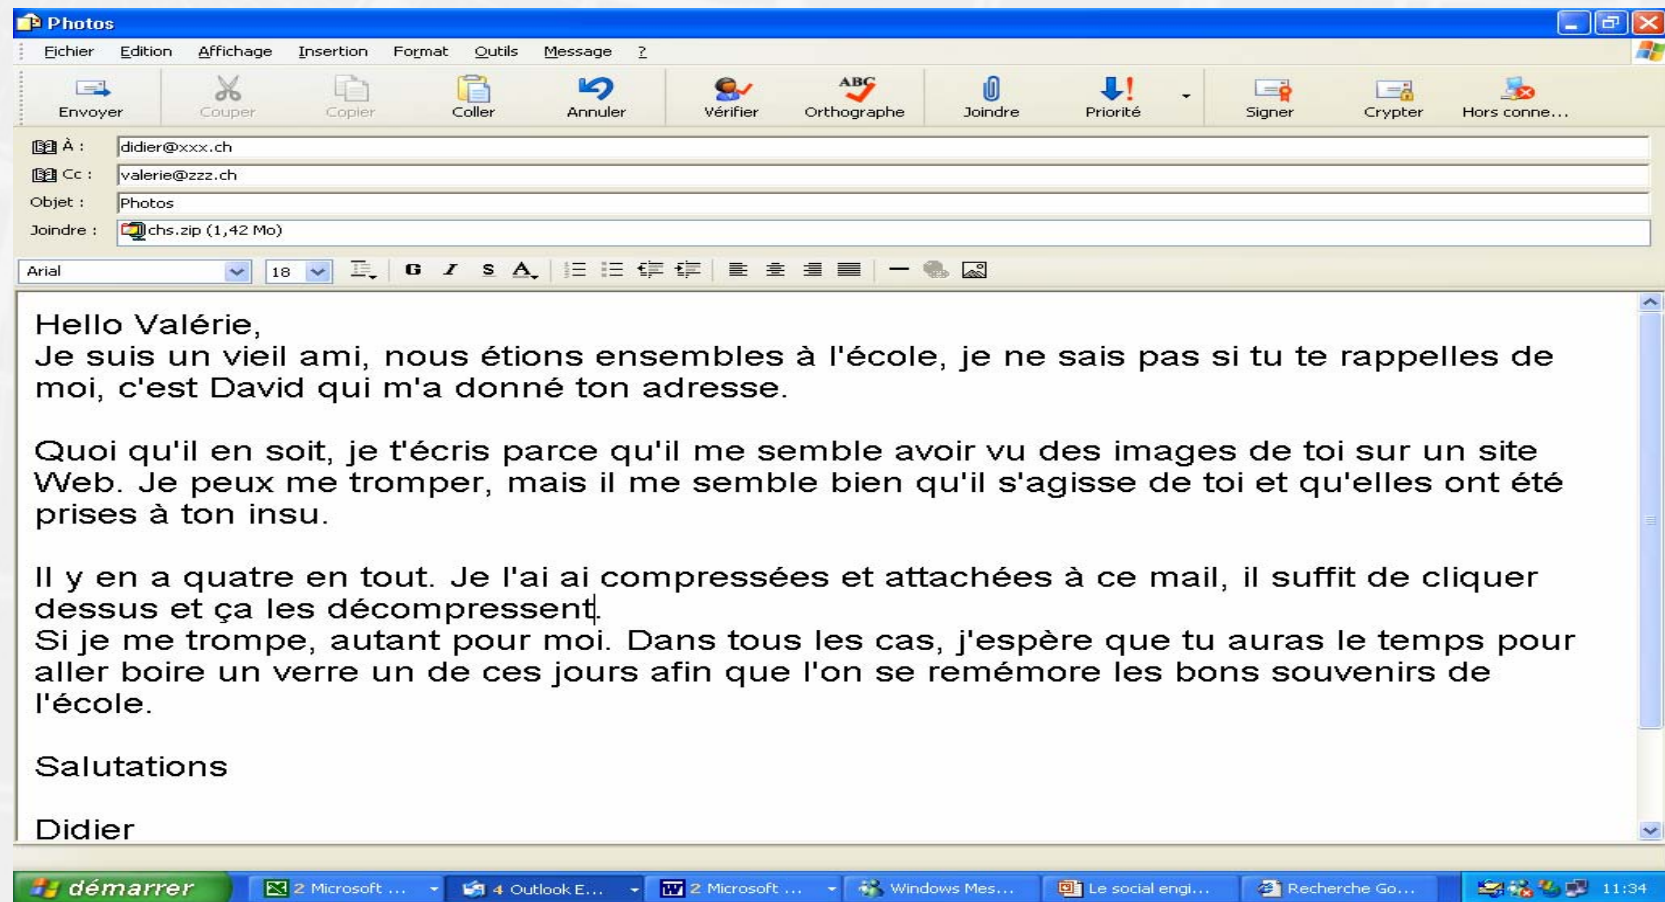 Photos
Fichier Edition Affichage Insertion Format Outils Message ?
Envoyer Couper Copier Coller Annuler Vérifier ABC Orthographe Joindre Priorité Signer Crypter Hors conne...
À : didier@xxx.ch
Cc : valerie@zzz.ch
Objet : Photos
Joindre : chs.zip (1,42 Mo)
Arial 18 G I S A
Hello Valérie,
Je suis un vieil ami, nous étions ensembles à l'école, je ne sais pas si tu te rappelles de
moi, c'est David qui m'a donné ton adresse.
Quoi qu'il en soit, je t'écris parce qu'il me semble avoir vu des images de toi sur un site
Web. Je peux me tromper, mais il me semble bien qu'il s'agisse de toi et qu'elles ont été
prises à ton insu.
Il y en a quatre en tout. Je l'ai ai compressées et attachées à ce mail, il suffit de cliquer
dessus et ça les décompressent.
Si je me trompe, autant pour moi. Dans tous les cas, j'espère que tu auras le temps pour
aller boire un verre un de ces jours afin que l'on se remémore les bons souvenirs de
l'école.
Salutations
Didier
démarrer 2 Microsoft ... 4 Outlook E... 2 Microsoft ... Windows Mes... Le social engi... Recherche Go... 11:34